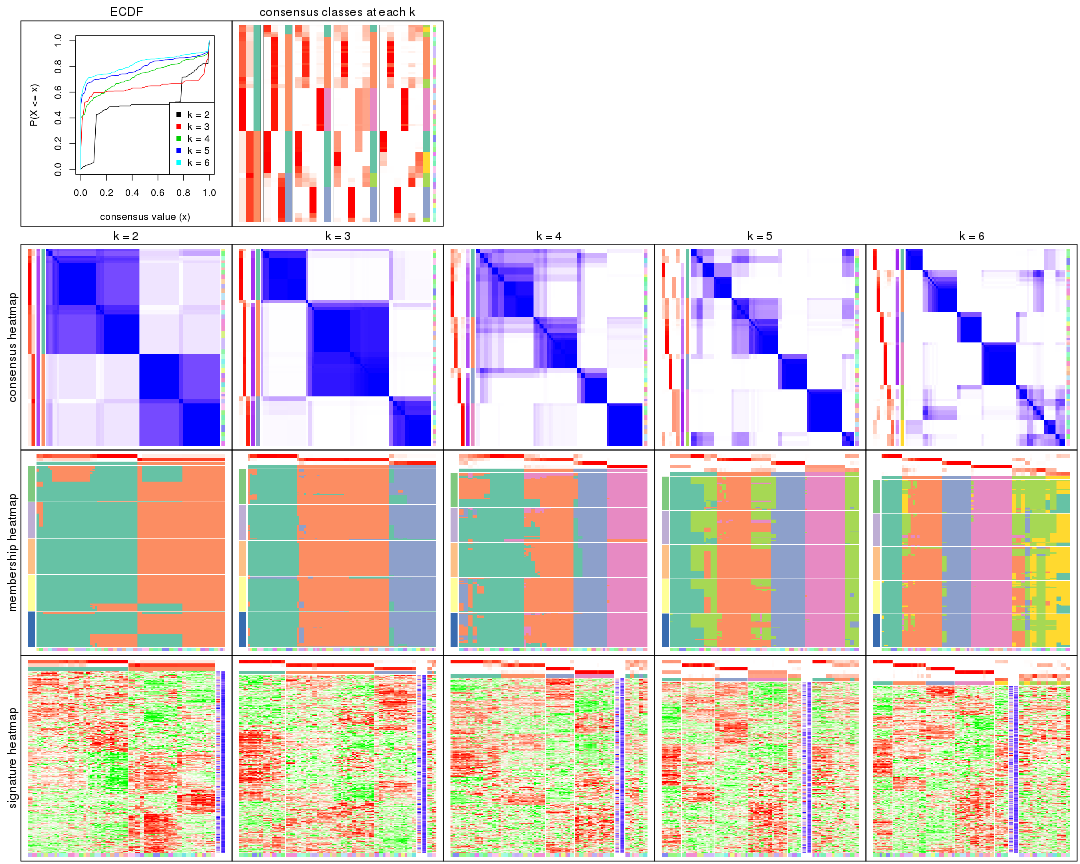 ECDF
consensus classes at each k
P(X <= x)
0.0 0.2 0.4 0.6 0.8 1.0
k = 2
k = 3
k = 4
k = 5
k = 6
0.0 0.2 0.4 0.6 0.8 1.0
consensus value (x)
k = 2
k = 3
k = 4
k = 5
k = 6
consensus heatmap
membership heatmap
signature heatmap